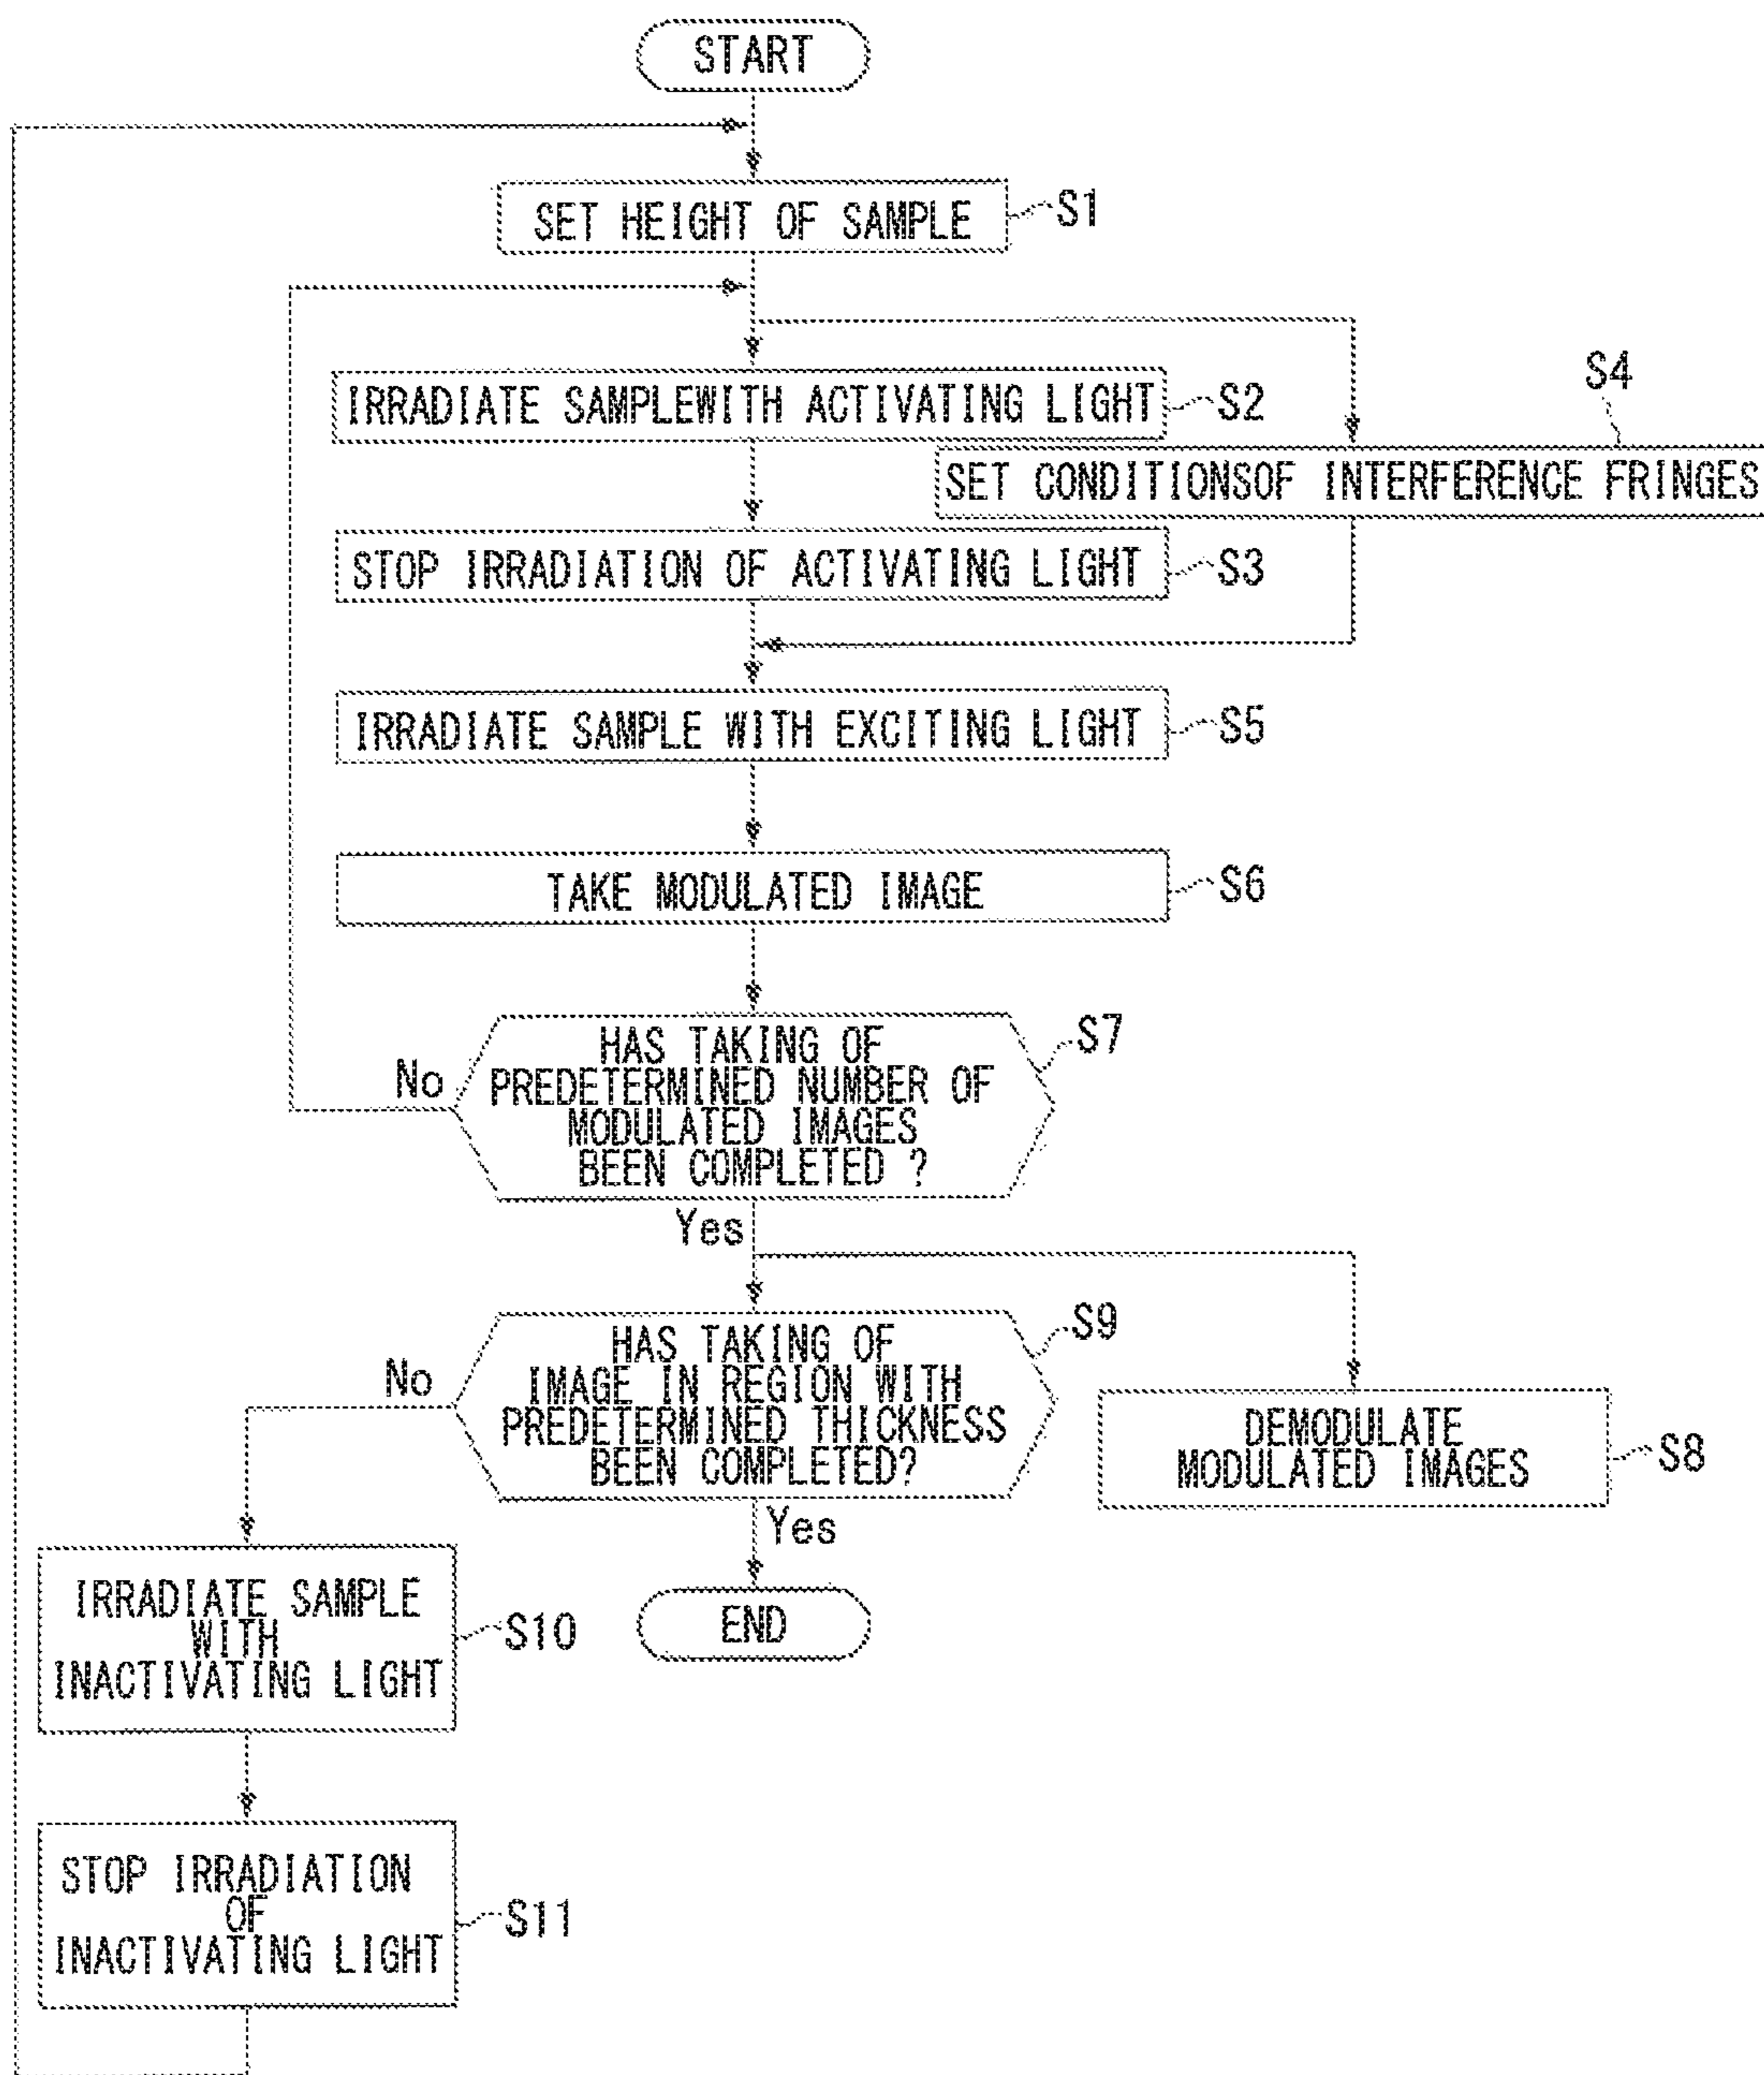 START
SET HEIGHT OF SAMPLE
S1
IRRADIATE SAMPLEWITH ACTIVATING LIGHT
S2
S4
SET CONDITIONSOF INTERFERENCE FRINGES
STOP IRRADIATION OF ACTIVATING LIGHT
S3
IRRADIATE SAMPLE WITH EXCITING LIGHT
S5
TAKE MODULATED IMAGE
S6
HAS TAKING OF
PREDETERMINED NUMBER OF
MODULATED IMAGES
BEEN COMPLETED ?
S7
No
Yes
HAS TAKING OF
IMAGE IN REGION WITH
PREDETERMINED THICKNESS
BEEN COMPLETED?
S9
No
Yes
DEMODULATE
MODULATED IMAGES
S8
END
IRRADIATE SAMPLE
WITH
INACTIVATING LIGHT
S10
STOP IRRADIATION
OF
INACTIVATING LIGHT
S11